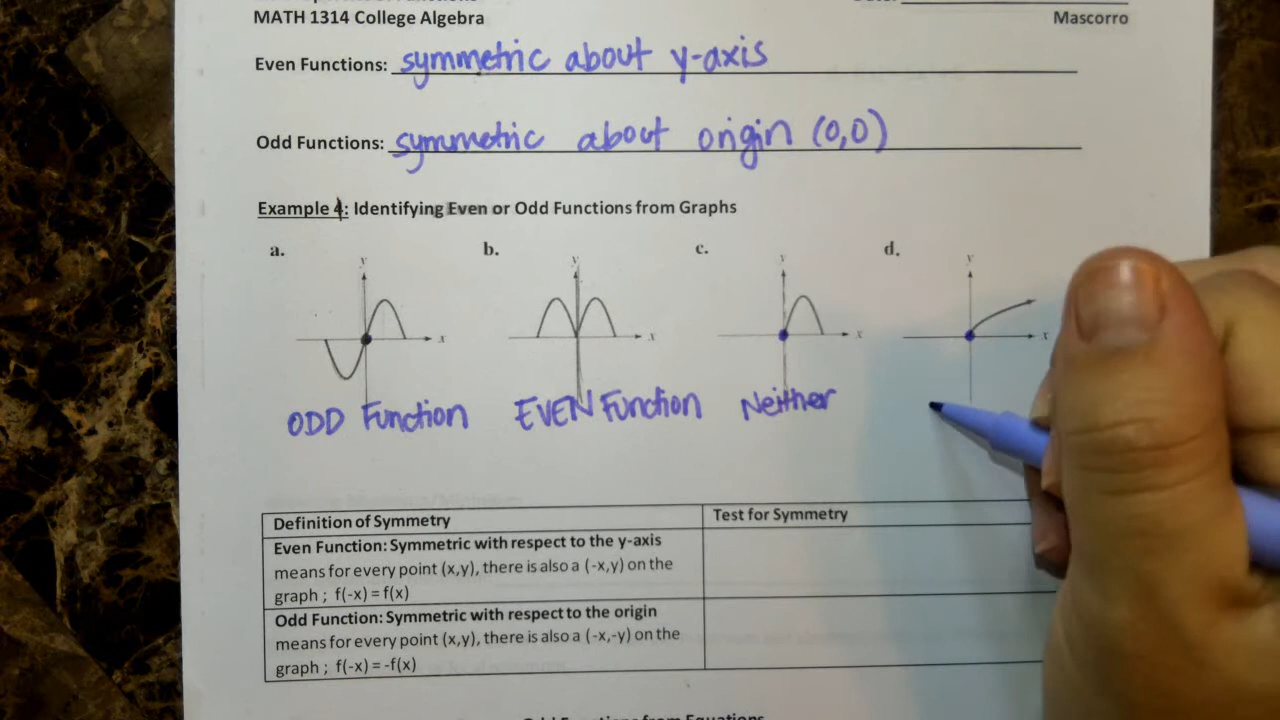 MATH 1314 College Algebra Mascorro
Even Functions: symmetric about y-axis
Odd Functions: symmetric about origin (0,0)
Example 4: Identifying Even or Odd Functions from Graphs
a. b. c. d.
y y y y
x x x x
ODD Function EVEN Function Neither
Definition of Symmetry Test for Symmetry
Even Function: Symmetric with respect to the y-axis
means for every point (x,y), there is also a (-x,y) on the
graph ; f(-x) = f(x)
Odd Function: Symmetric with respect to the origin
means for every point (x,y), there is also a (-x,-y) on the
graph ; f(-x) = -f(x)